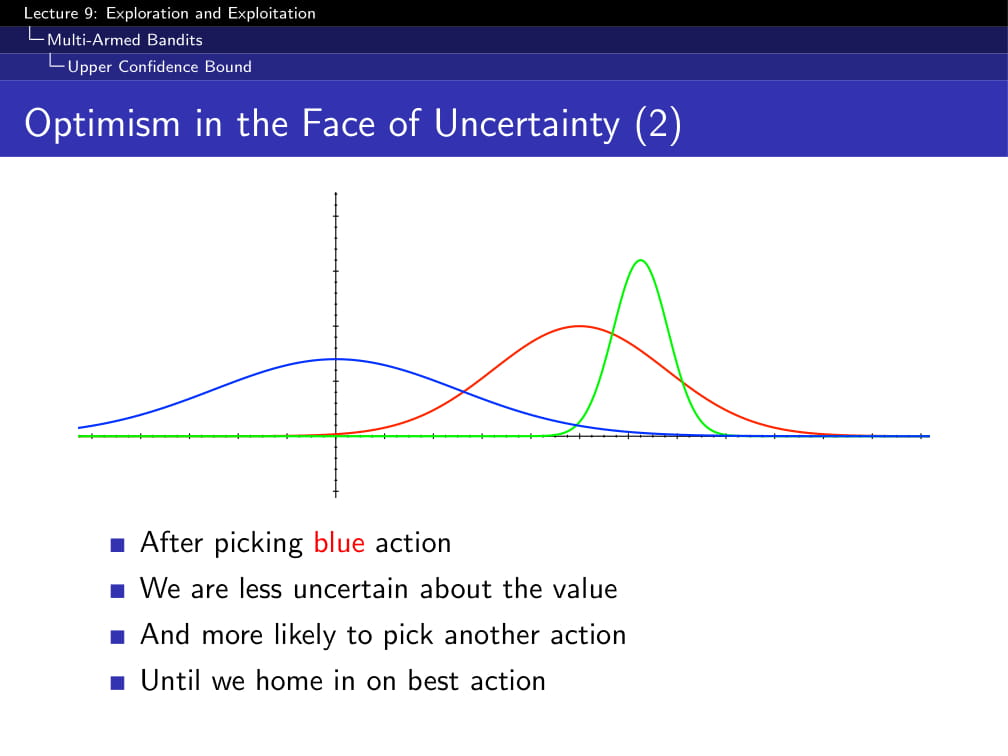 Lecture 9: Exploration and Exploitation
Multi-Armed Bandits
Upper Confidence Bound
Optimism in the Face of Uncertainty (2)
After picking blue action
We are less uncertain about the value
And more likely to pick another action
Until we home in on best action